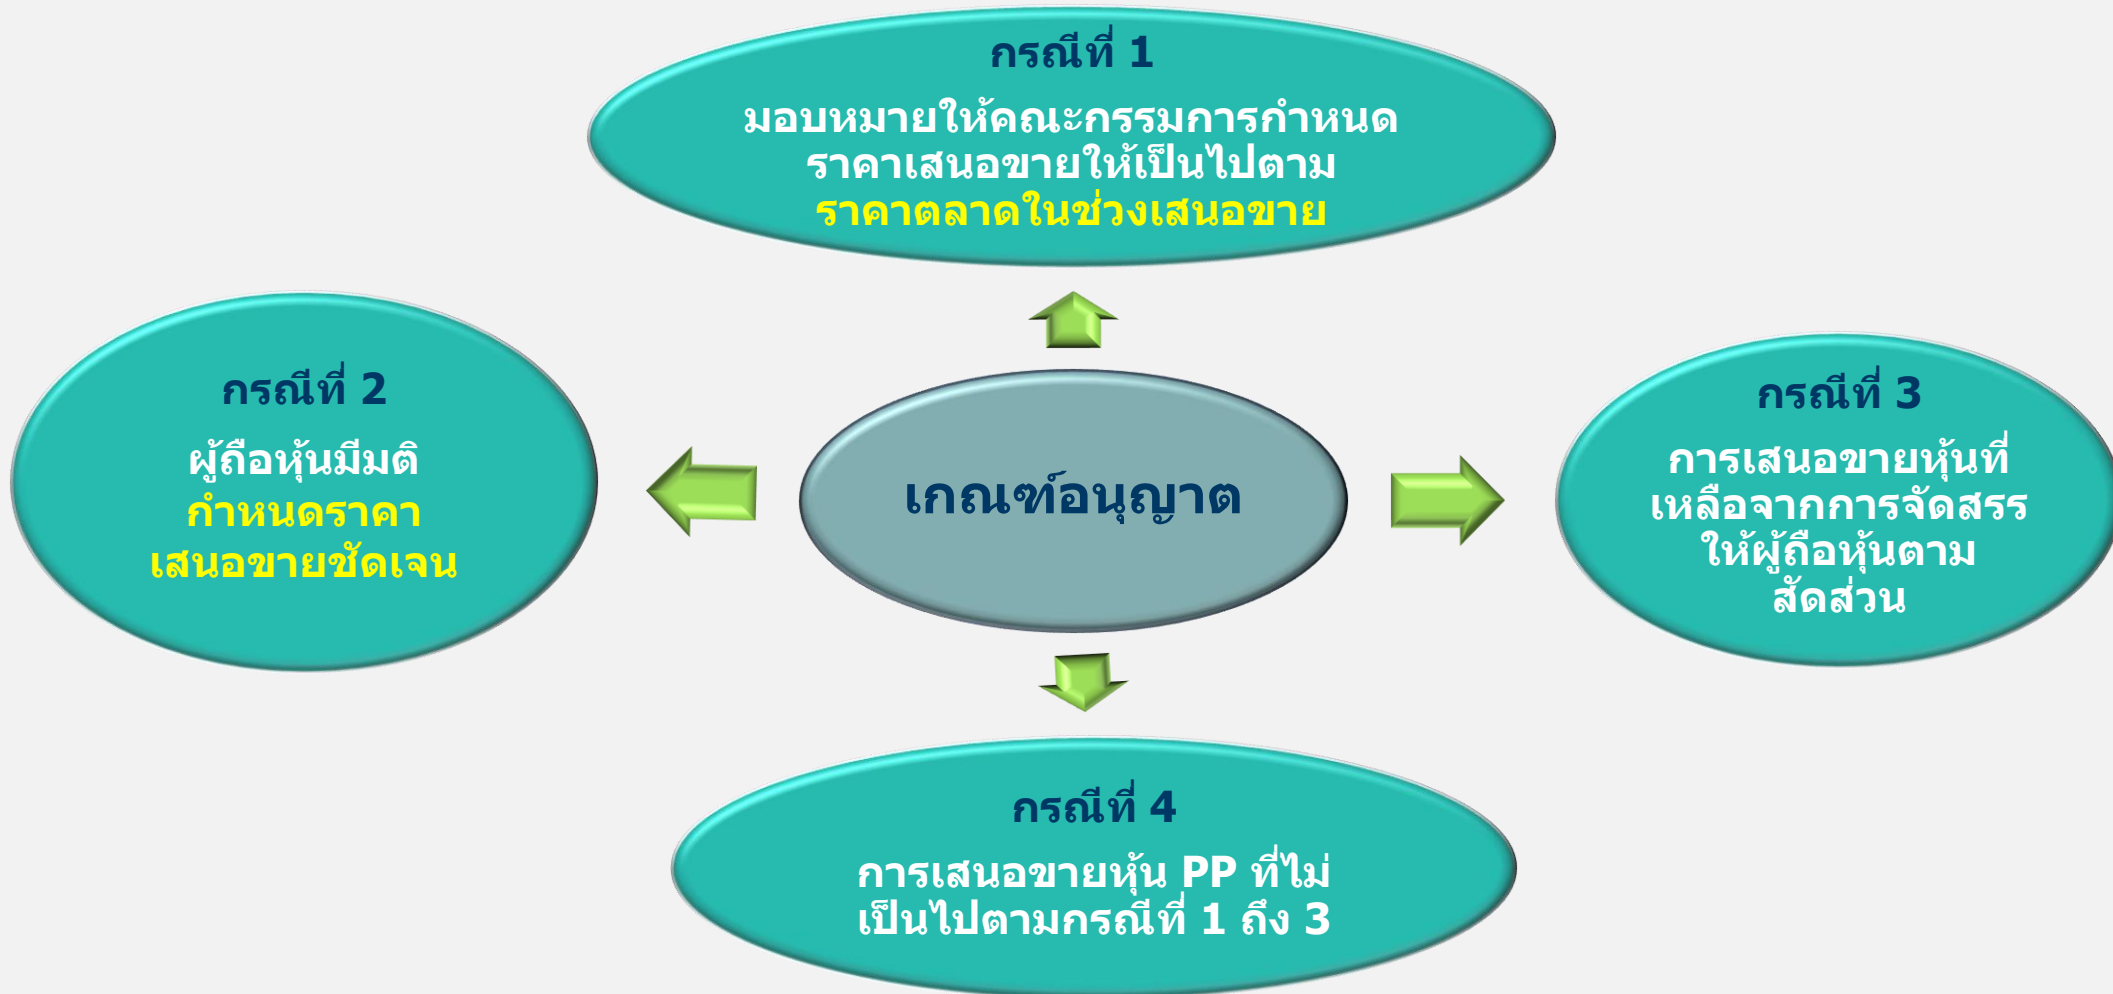 กรณีที่ 1
มอบหมายให้คณะกรรมการกำหนด
ราคาเสนอขายให้เป็นไปตาม
ราคาตลาดในช่วงเสนอขาย
กรณีที่ 2
ผู้ถือหุ้นมีมติ
กำหนดราคา
เสนอขายชัดเจน
เกณฑ์อนุญาต
กรณีที่ 3
การเสนอขายหุ้นที่
เหลือจากการจัดสรร
ให้ผู้ถือหุ้นตาม
สัดส่วน
กรณีที่ 4
การเสนอขายหุ้น PP ที่ไม่
เป็นไปตามกรณีที่ 1 ถึง 3